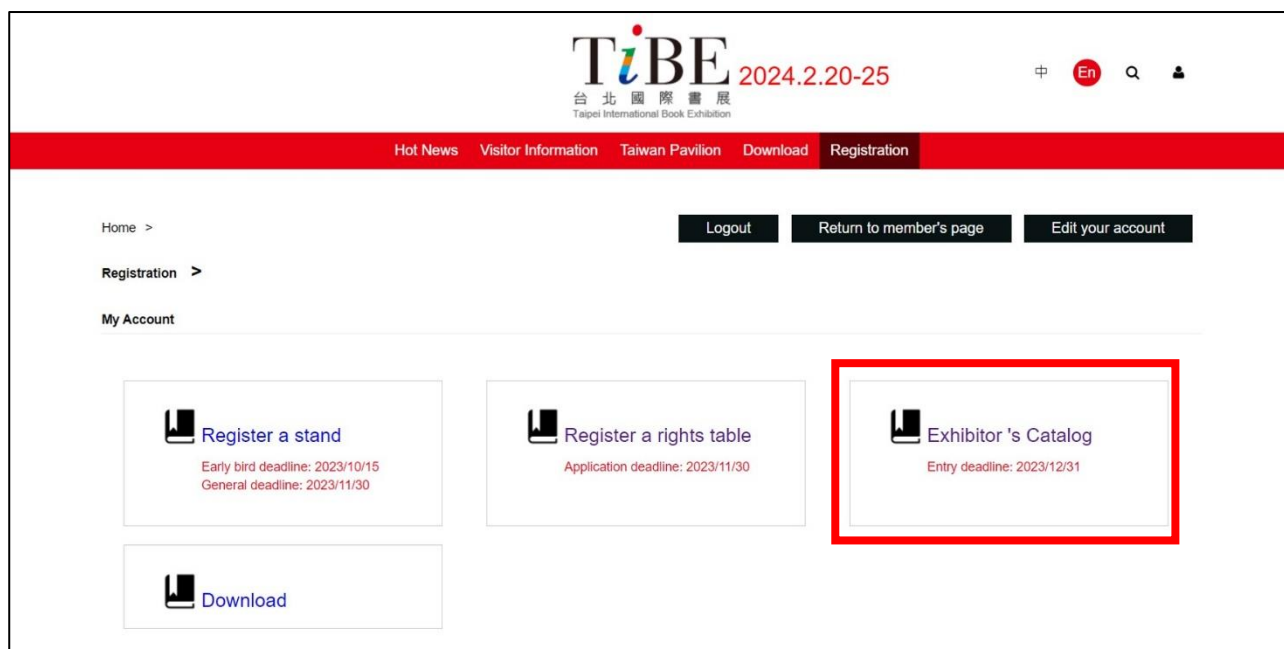 TiBE 2024.2.20-25
台北國際書展
Taipei International Book Exhibition
中 En
Hot News Visitor Information Taiwan Pavilion Download Registration
Home > Logout Return to member's page Edit your account
Registration >
My Account
Register a stand
Early bird deadline: 2023/10/15
General deadline: 2023/11/30
Register a rights table
Application deadline: 2023/11/30
Exhibitor 's Catalog
Entry deadline: 2023/12/31
Download